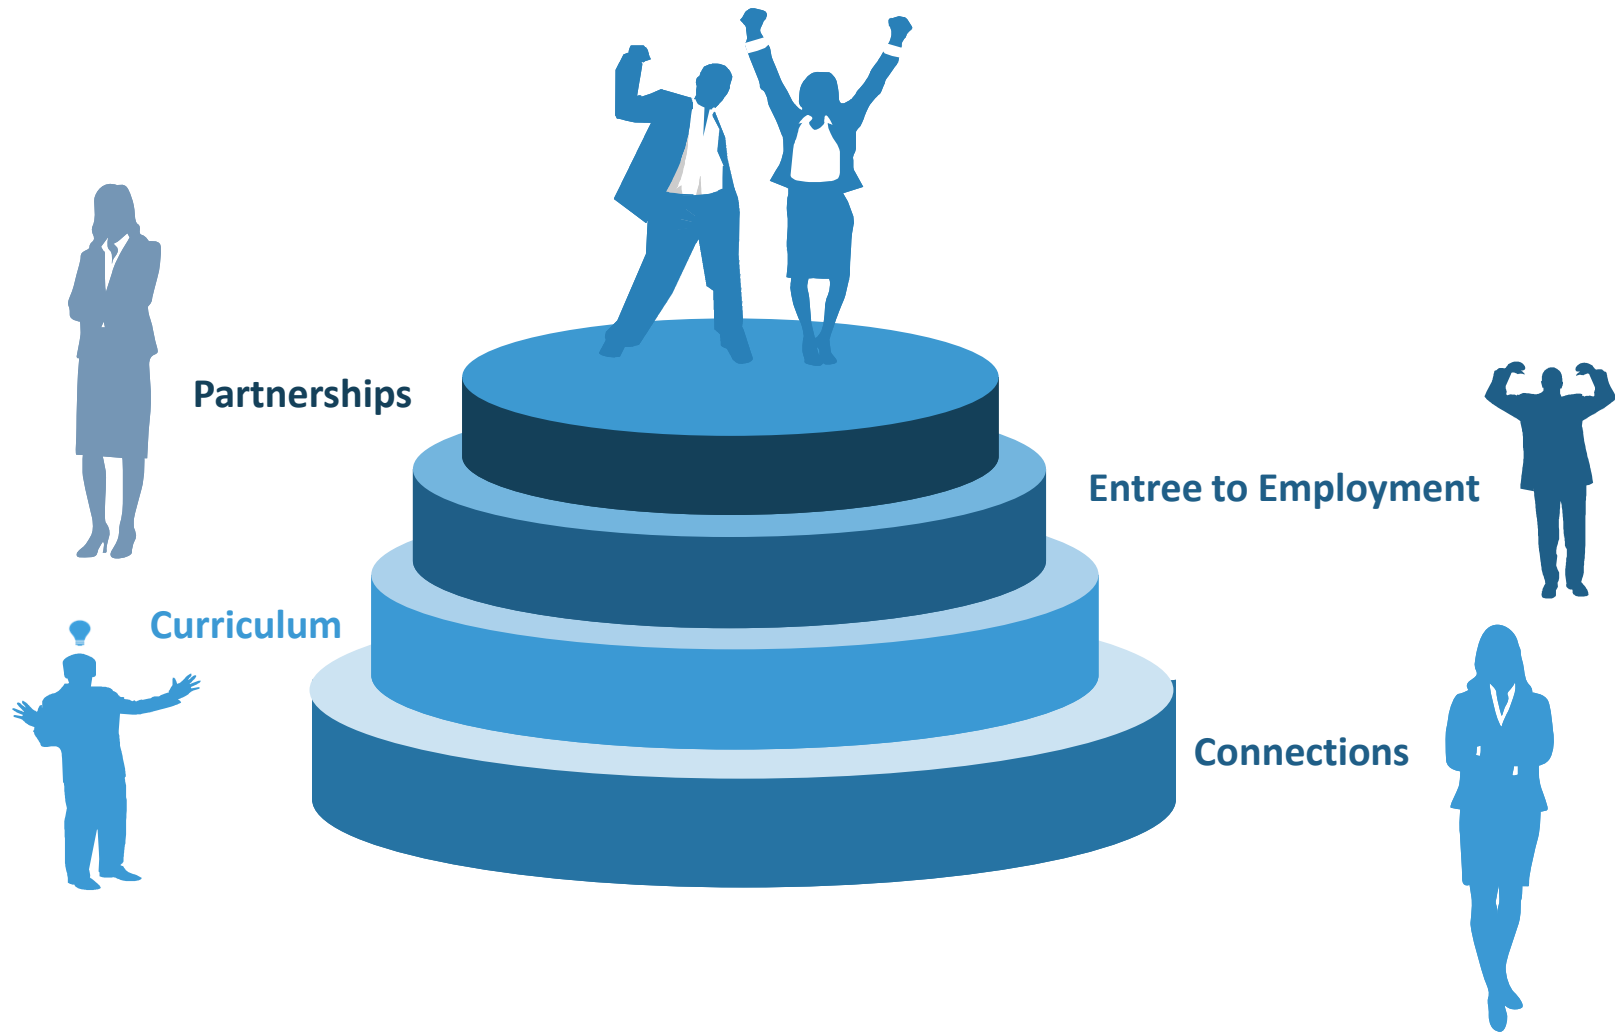 Partnerships
Entree to Employment
Curriculum
Connections